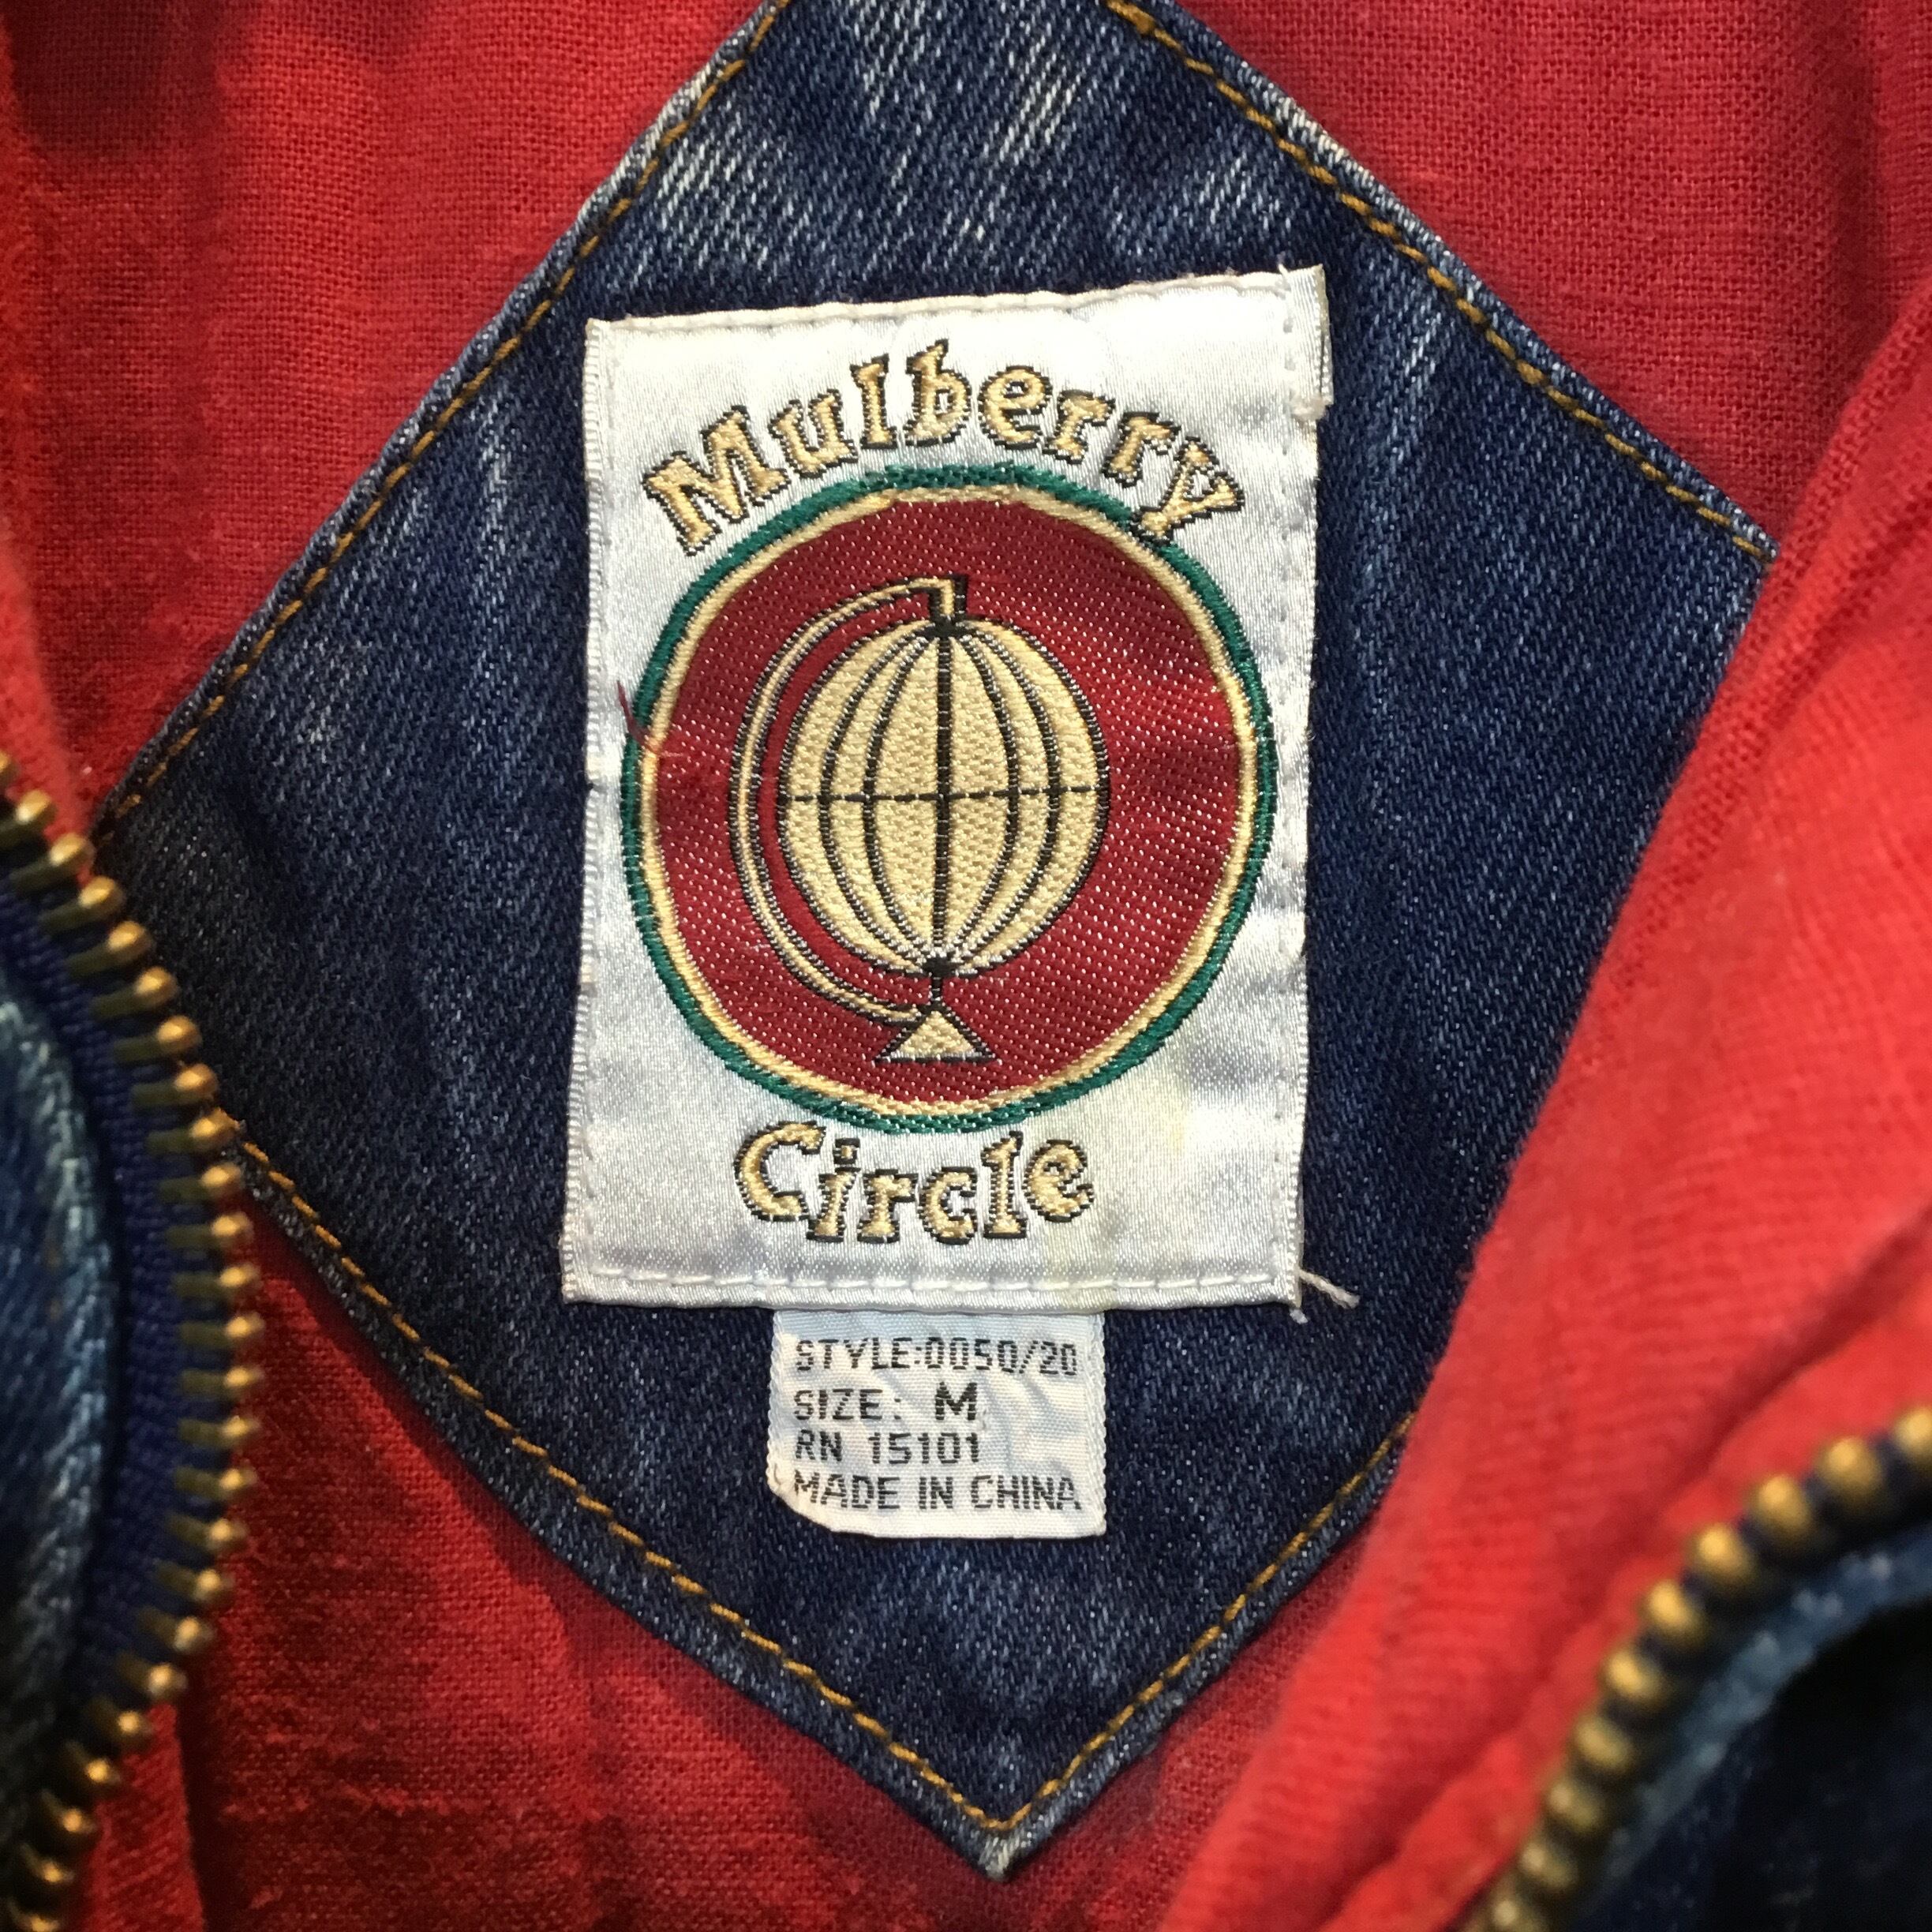 Mulberry
Circle
STYLE:0050/20
SIZE: M
RN 15101
MADE IN CHINA